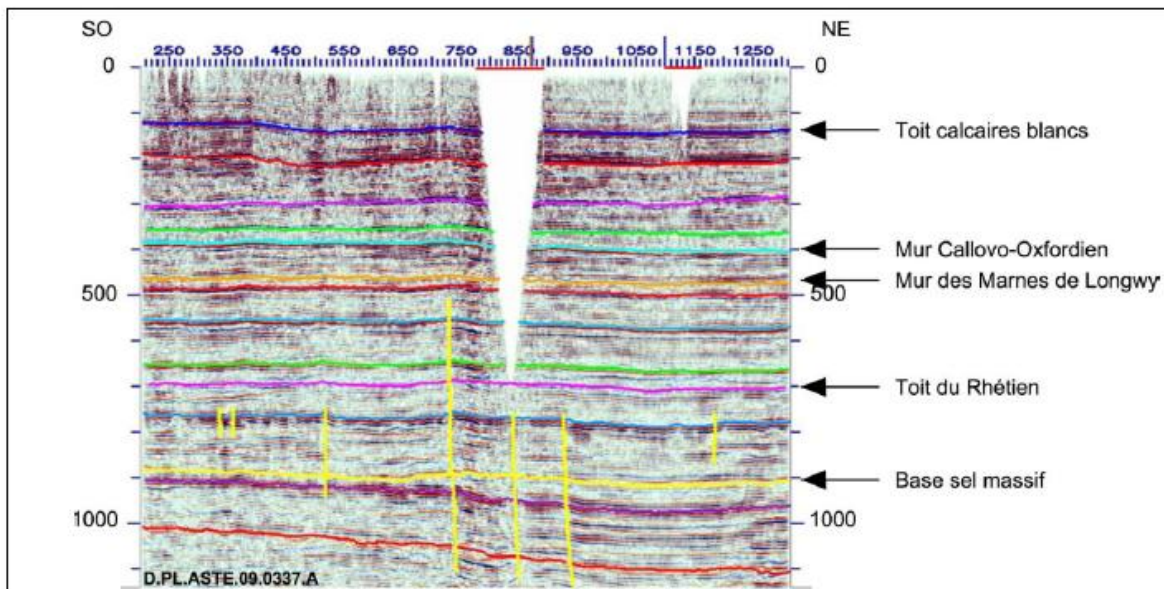 SO NE
250 350 450 550 650 750 850 950 1050 1150 1250
0 0
Toit calcaires blancs
Mur Callovo-Oxfordien
Mur des Marnes de Longwy
500 500
Toit du Rhétien
Base sel massif
1000 1000
D.PL.ASTE.09.0337.A